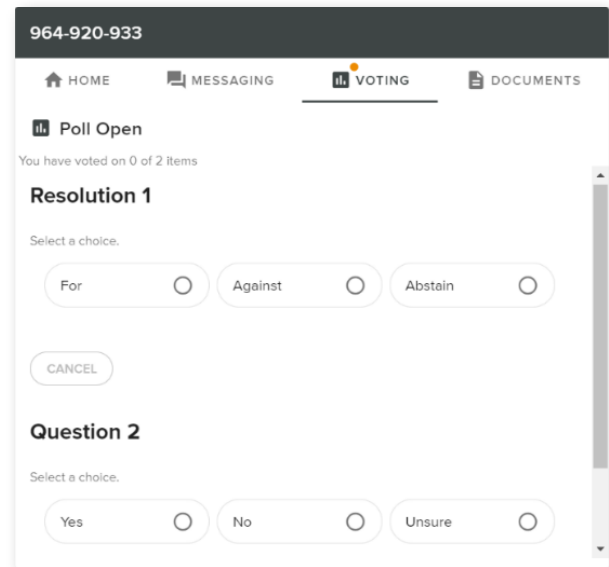 964-920-933
HOME MESSAGING VOTING DOCUMENTS
Poll Open
You have voted on 0 of 2 items
Resolution 1
Select a choice.
For Against Abstain
CANCEL
Question 2
Select a choice.
Yes No Unsure